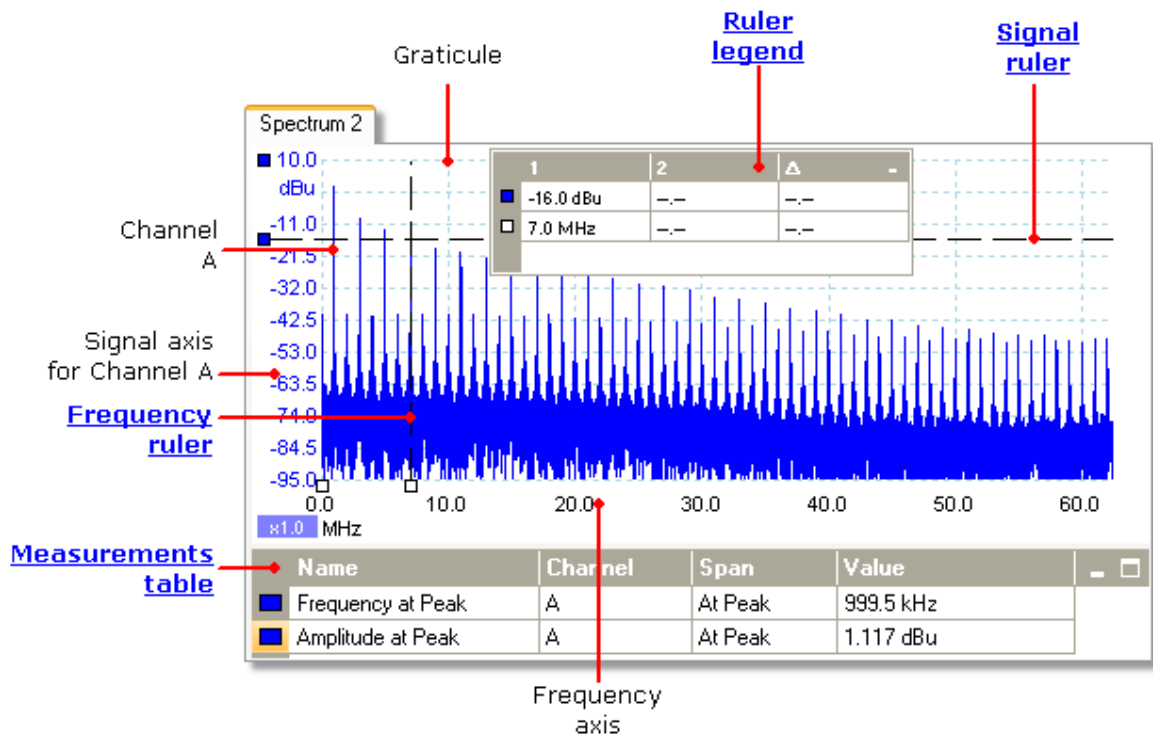 Ruler
legend
Signal
ruler
Graticule
Spectrum 2
10.0
dBu
-11.0
-21.5
-32.0
-42.5
-53.0
-63.5
-74.0
-84.5
-95.0
1 2 Δ -
-16.0 dBu --.-- --.--
7.0 MHz --.-- --.--
Channel
A
Signal axis
for Channel A
Frequency
ruler
0.0 10.0 20.0 30.0 40.0 50.0 60.0
x1.0 MHz
Measurements
table
Name Channel Span Value
Frequency at Peak A At Peak 999.5 kHz
Amplitude at Peak A At Peak 1.117 dBu
Frequency
axis